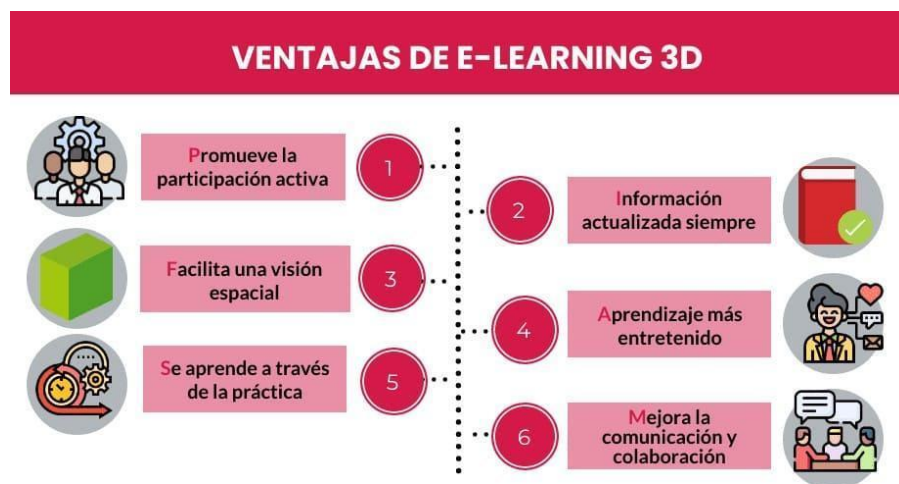 VENTAJAS DE E-LEARNING 3D
Promueve la
participación activa
1
2
Información
actualizada siempre
Facilita una visión
espacial
3
4
Aprendizaje más
entretenido
Se aprende a través
de la práctica
5
6
Mejora la
comunicación y
colaboración